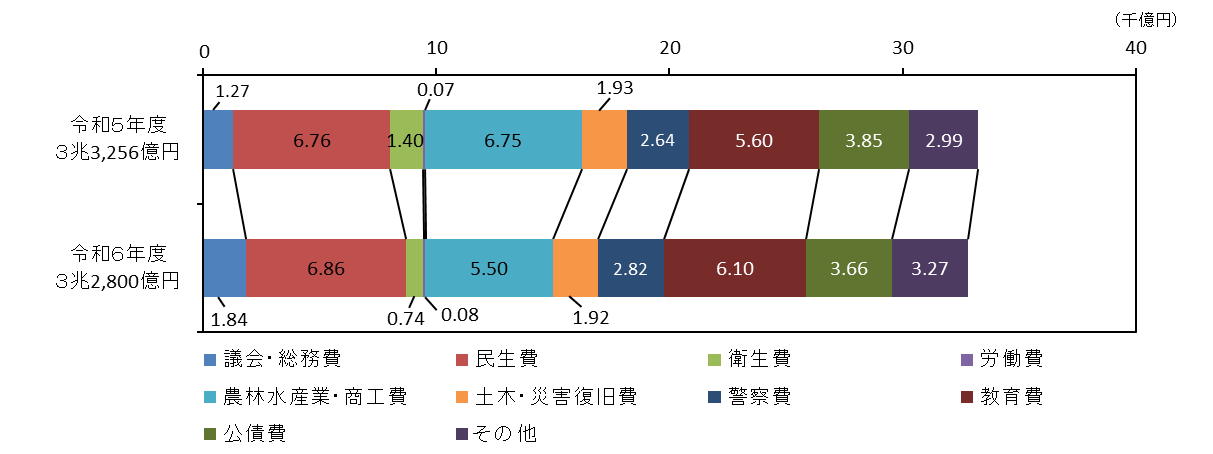 （千億円）
0 10 20 30 40
1.27 0.07 1.93
令和５年度
３兆3,256億円
6.76 1.40 6.75 2.64 5.60 3.85 2.99
令和６年度
３兆2,800億円
6.86 5.50 2.82 6.10 3.66 3.27
1.84 0.74 0.08 1.92
議会・総務費 民生費 衛生費 労働費
農林水産業・商工費 土木・災害復旧費 警察費 教育費
公債費 その他